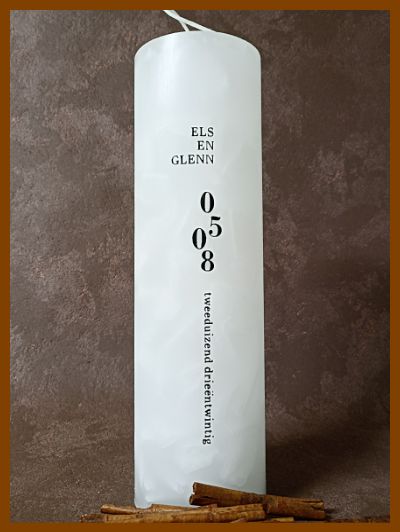 ELS
EN
GLENN
0
5
0
8
tweeduizend drieëntwintig